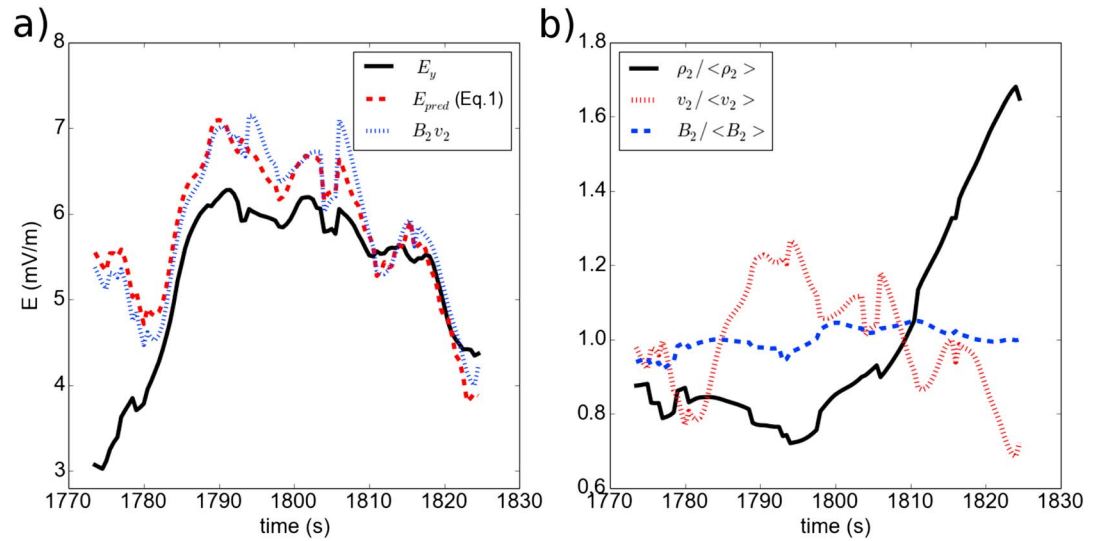 a)
8
7
6
5
4
3
E (mV/m)
1770 1780 1790 1800 1810 1820 1830
time (s)
E_y
E_pred (Eq.1)
B_2 v_2
b)
1.8
1.6
1.4
1.2
1.0
0.8
0.6
1770 1780 1790 1800 1810 1820 1830
time (s)
ρ_2/<ρ_2>
v_2/<v_2>
B_2/<B_2>